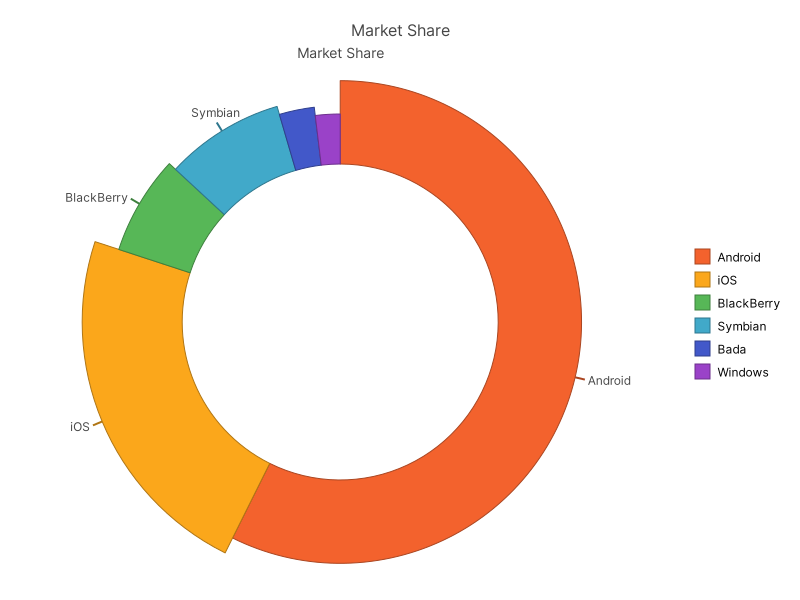 Market Share
Market Share
Symbian
BlackBerry
iOS
Android
Android
iOS
BlackBerry
Symbian
Bada
Windows